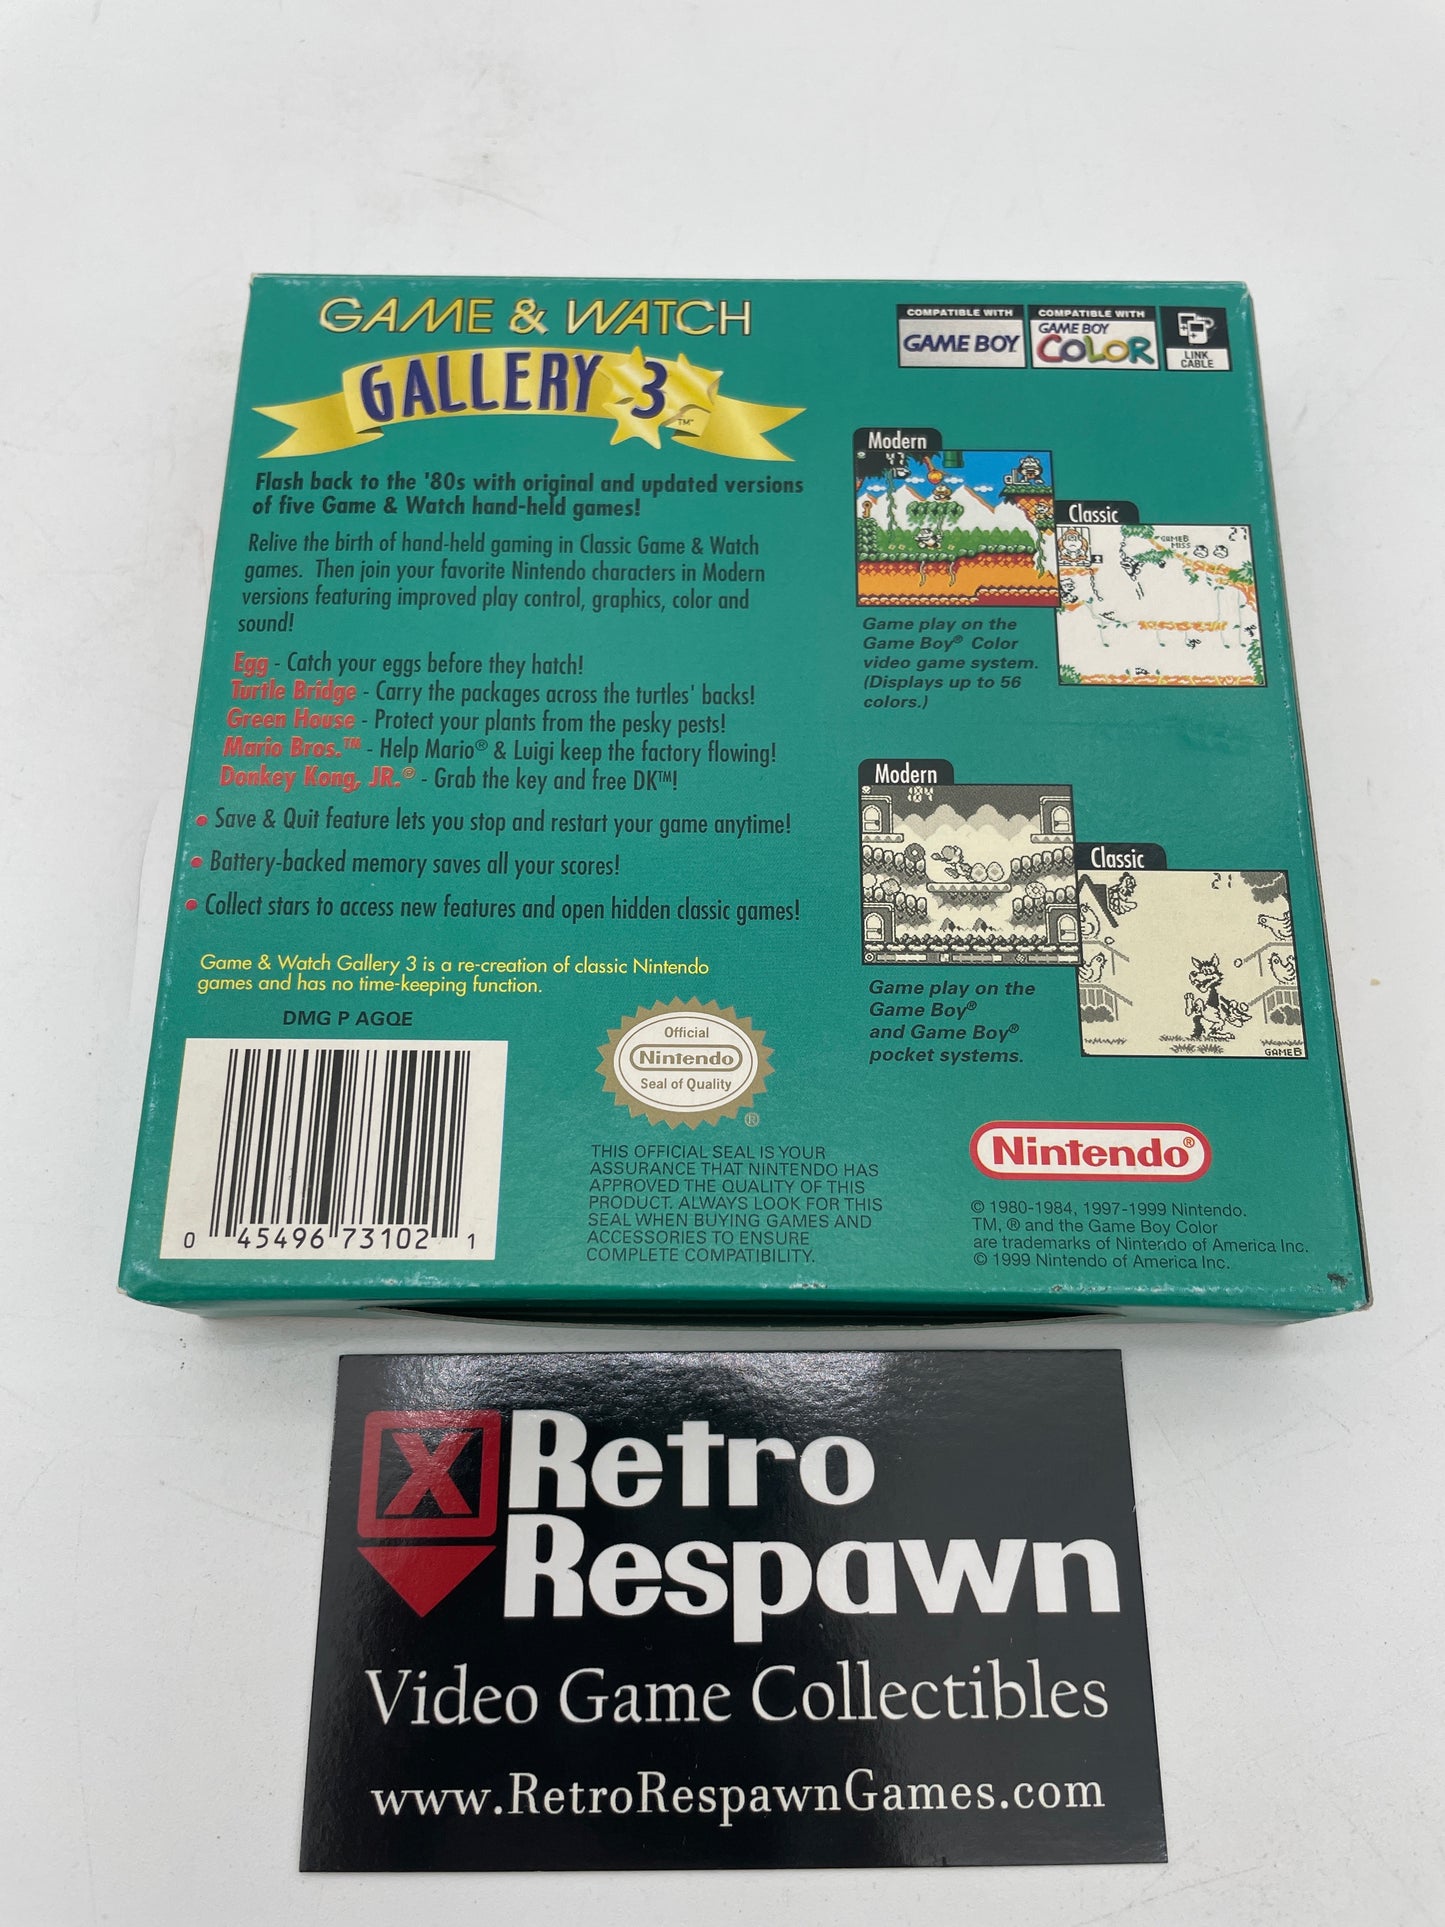 GAME & WATCH
GALLERY 3 ™
Flash back to the '80s with original and updated versions
of five Game & Watch hand-held games!
Relive the birth of hand-held gaming in Classic Game & Watch
games. Then join your favorite Nintendo characters in Modern
versions featuring improved play control, graphics, color and
sound!
Egg - Catch your eggs before they hatch!
Turtle Bridge - Carry the packages across the turtles' backs!
Green House - Protect your plants from the pesky pests!
Mario Bros.™ - Help Mario® & Luigi keep the factory flowing!
Donkey Kong, JR.® - Grab the key and free DK™!
• Save & Quit feature lets you stop and restart your game anytime!
• Battery-backed memory saves all your scores!
• Collect stars to access new features and open hidden classic games!
Game & Watch Gallery 3 is a re-creation of classic Nintendo
games and has no time-keeping function.
DMG P AGQE
0 45496 73102 1
Official
Nintendo
Seal of Quality
®
THIS OFFICIAL SEAL IS YOUR
ASSURANCE THAT NINTENDO HAS
APPROVED THE QUALITY OF THIS
PRODUCT. ALWAYS LOOK FOR THIS
SEAL WHEN BUYING GAMES AND
ACCESSORIES TO ENSURE
COMPLETE COMPATIBILITY.
COMPATIBLE WITH
GAME BOY
COMPATIBLE WITH
GAME BOY
COLOR
LINK
CABLE
Modern
47
Classic
GAME B
MISS
27
Game play on the
Game Boy® Color
video game system.
(Displays up to 56
colors.)
Modern
184
Classic
21
GAME B
Game play on the
Game Boy®
and Game Boy®
pocket systems.
Nintendo®
© 1980-1984, 1997-1999 Nintendo.
TM, ® and the Game Boy Color
are trademarks of Nintendo of America Inc.
© 1999 Nintendo of America Inc.
X
Retro
Respawn
Video Game Collectibles
www.RetroRespawnGames.com